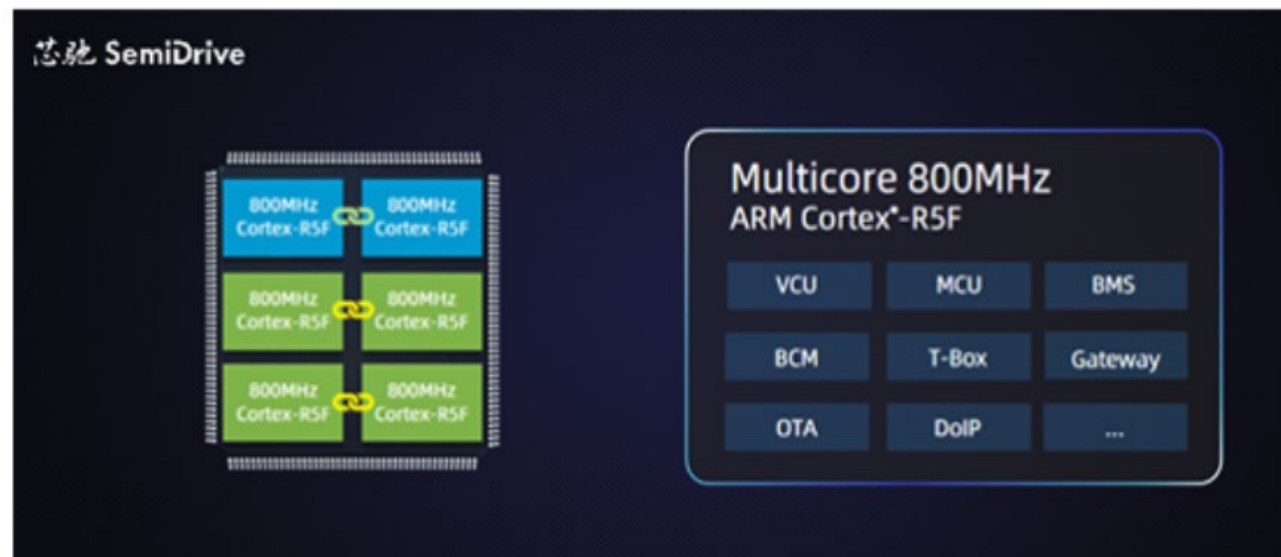 芯驰 SemiDrive
800MHz
Cortex-R5F
800MHz
Cortex-R5F
800MHz
Cortex-R5F
800MHz
Cortex-R5F
800MHz
Cortex-R5F
800MHz
Cortex-R5F
Multicore 800MHz
ARM Cortex®-R5F
VCU MCU BMS
BCM T-Box Gateway
OTA DoIP ...